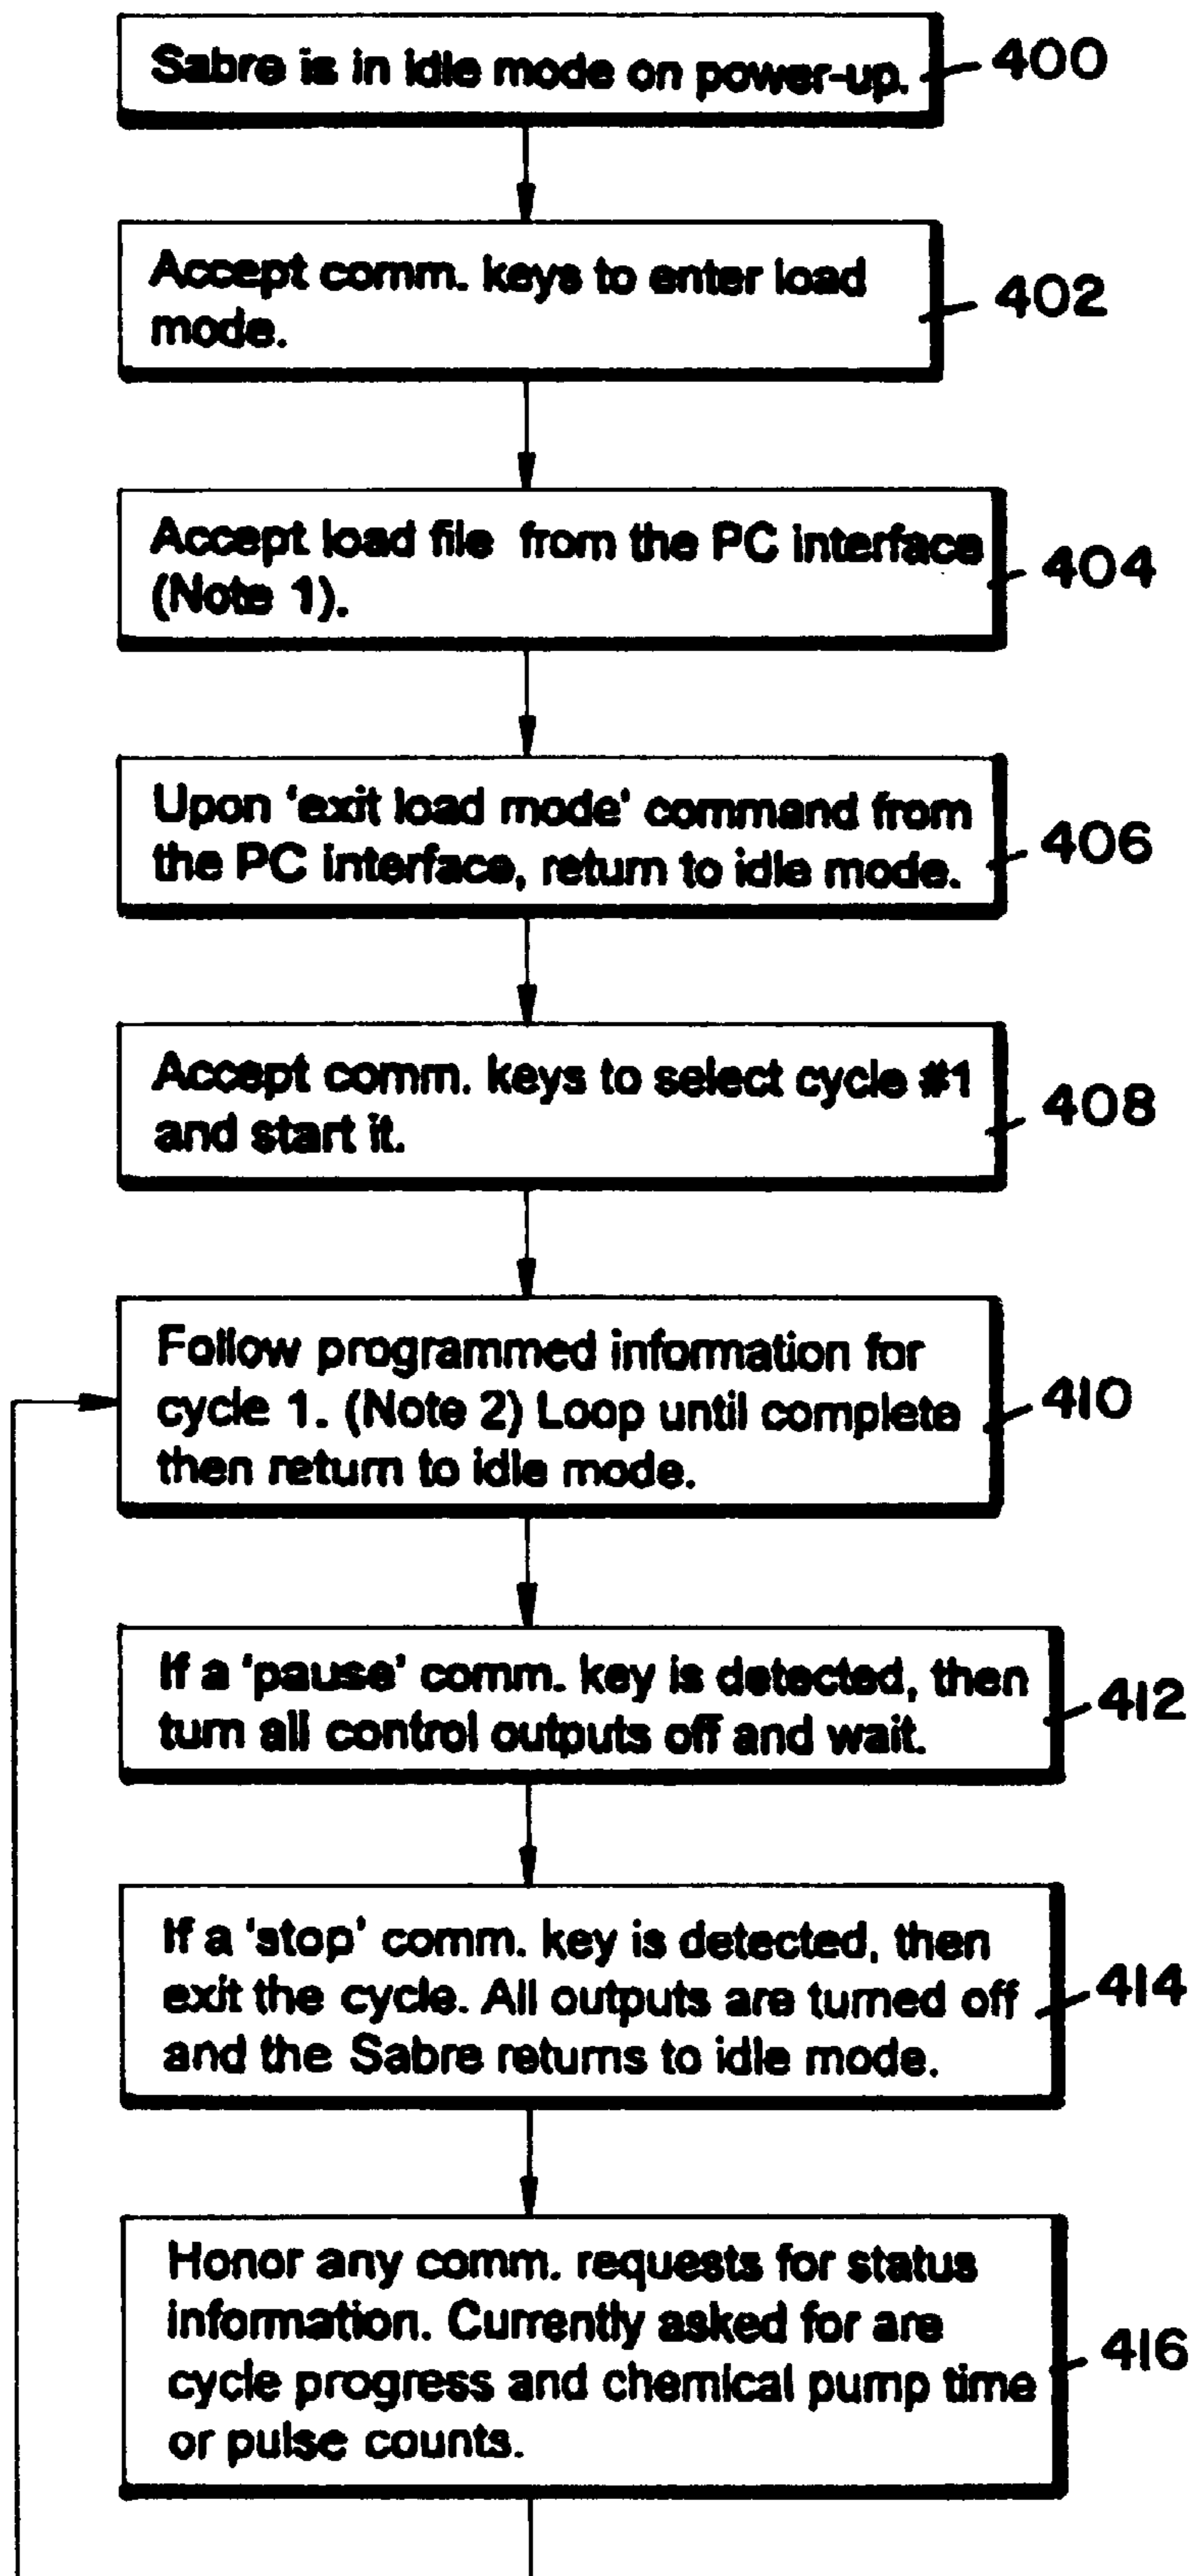 Sabre is in idle mode on power-up.
400
Accept comm. keys to enter load
mode.
402
Accept load file from the PC interface
(Note 1).
404
Upon 'exit load mode' command from
the PC interface, return to idle mode.
406
Accept comm. keys to select cycle #1
and start it.
408
Follow programmed information for
cycle 1. (Note 2) Loop until complete
then return to idle mode.
410
If a 'pause' comm. key is detected, then
turn all control outputs off and wait.
412
If a 'stop' comm. key is detected, then
exit the cycle. All outputs are turned off
and the Sabre returns to idle mode.
414
Honor any comm. requests for status
information. Currently asked for are
cycle progress and chemical pump time
or pulse counts.
416